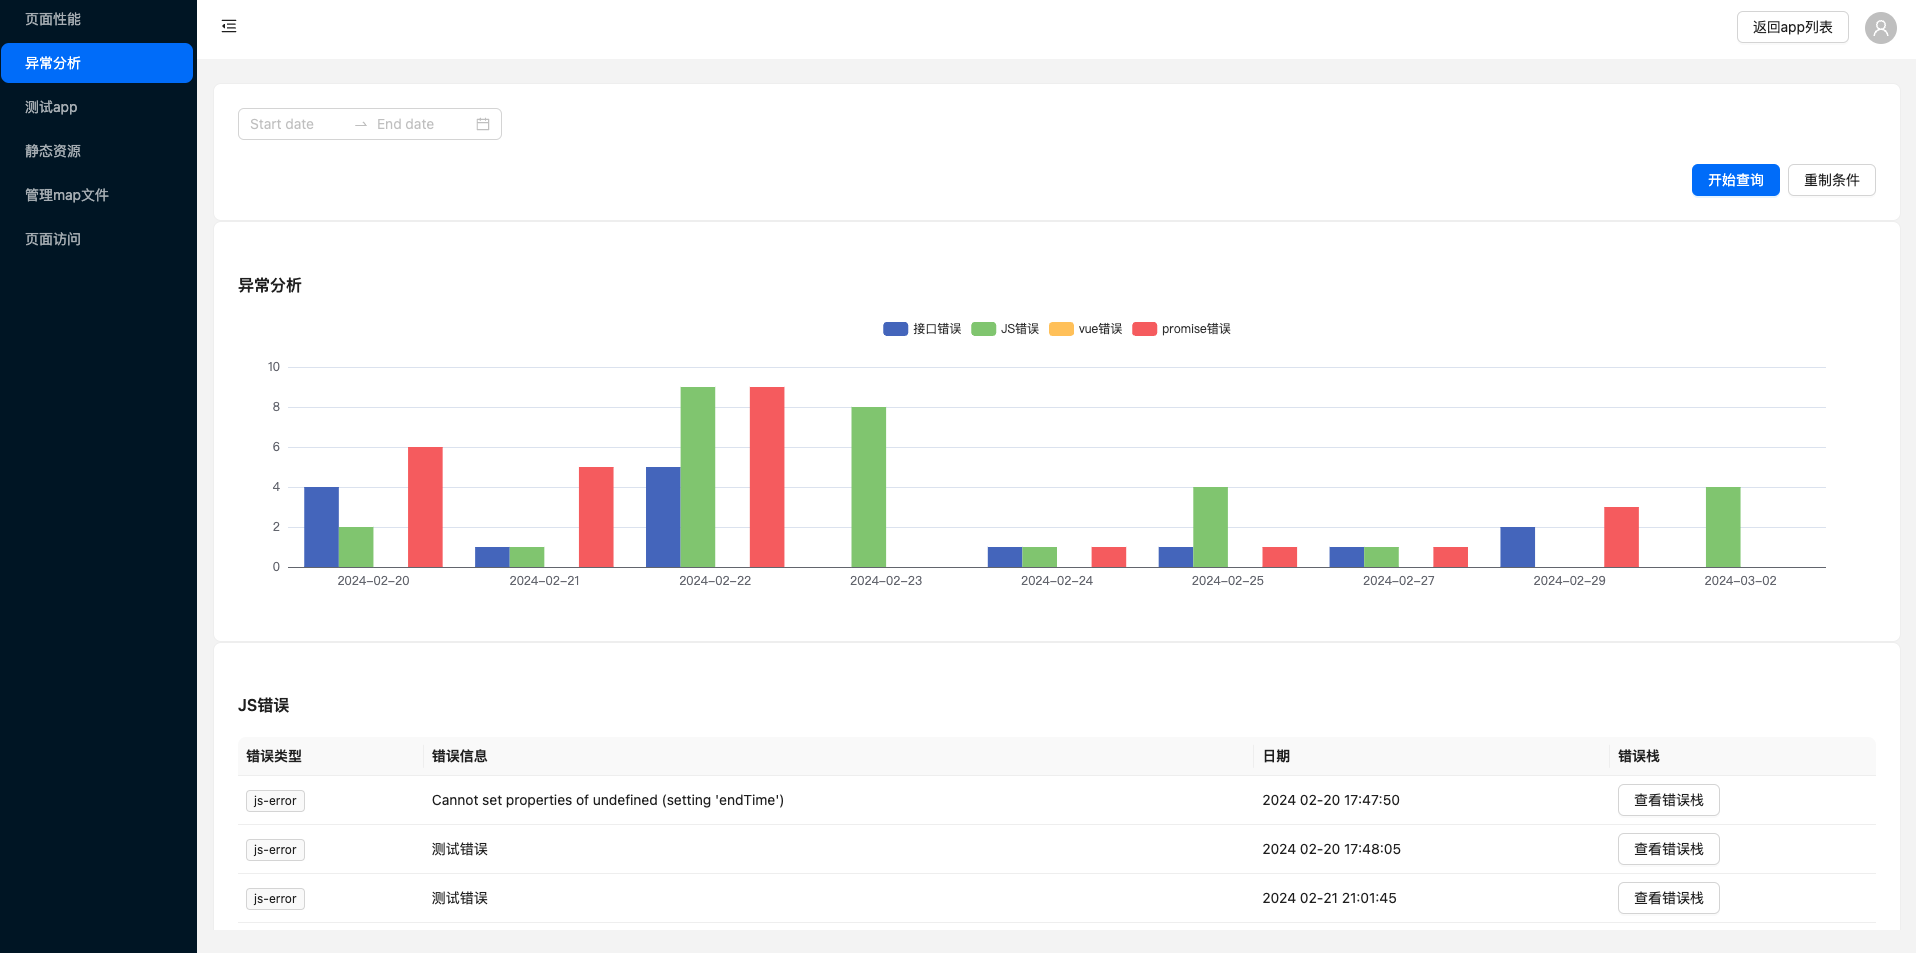 页面性能
异常分析
测试app
静态资源
管理map文件
页面访问
返回app列表
Start date
End date
开始查询
重制条件
异常分析
接口错误 JS错误 vue错误 promise错误
10
8
6
4
2
0
2024-02-20 2024-02-21 2024-02-22 2024-02-23 2024-02-24 2024-02-25 2024-02-27 2024-02-29 2024-03-02
JS错误
错误类型 错误信息 日期 错误栈
js-error Cannot set properties of undefined (setting 'endTime') 2024 02-20 17:47:50 查看错误栈
js-error 测试错误 2024 02-20 17:48:05 查看错误栈
js-error 测试错误 2024 02-21 21:01:45 查看错误栈